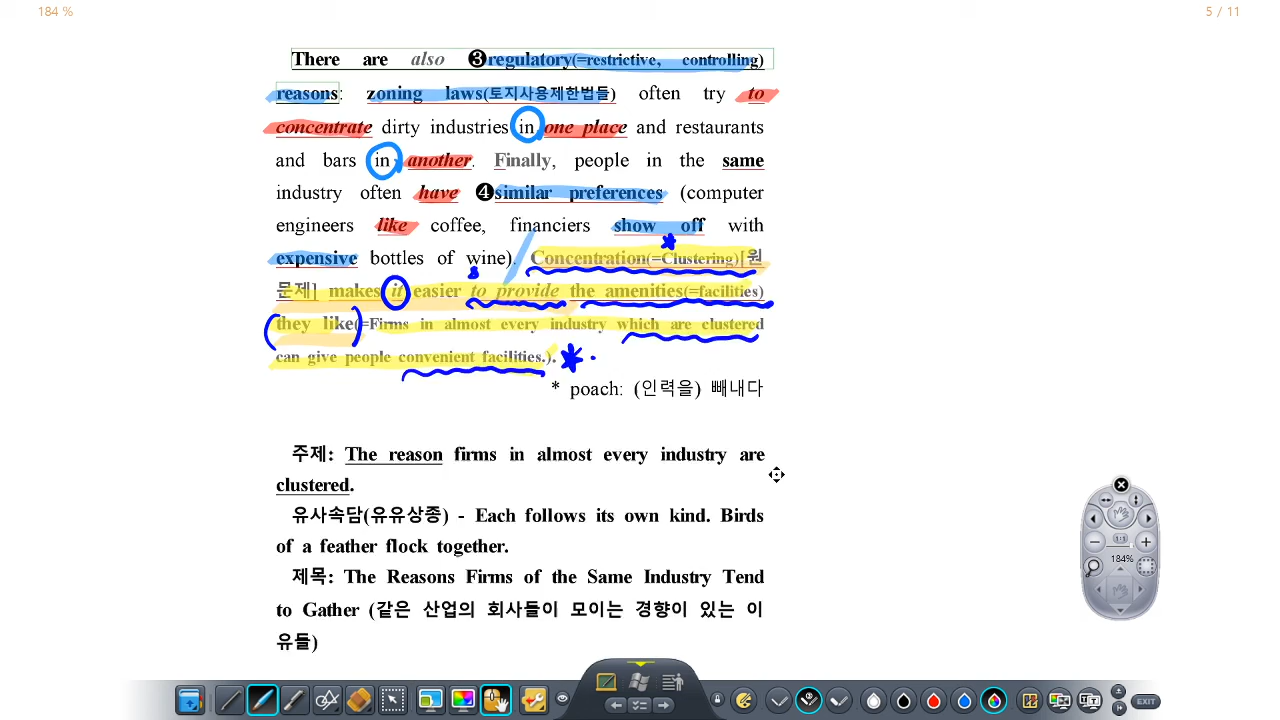 184 %
5 / 11
There are also ❸regulatory(=restrictive, controlling)
reasons: zoning laws(토지사용제한법들) often try to
concentrate dirty industries in one place and restaurants
and bars in another. Finally, people in the same
industry often have ❹similar preferences (computer
engineers like coffee, financiers show off with
expensive bottles of wine). Concentration(=Clustering)[원
문제] makes it easier to provide the amenities(=facilities)
they like(=Firms in almost every industry which are clustered
can give people convenient facilities.).
* poach: (인력을) 빼내다
주제: The reason firms in almost every industry are
clustered.
유사속담(유유상종) - Each follows its own kind. Birds
of a feather flock together.
제목: The Reasons Firms of the Same Industry Tend
to Gather (같은 산업의 회사들이 모이는 경향이 있는 이
유들)
1:1
184%
EXIT